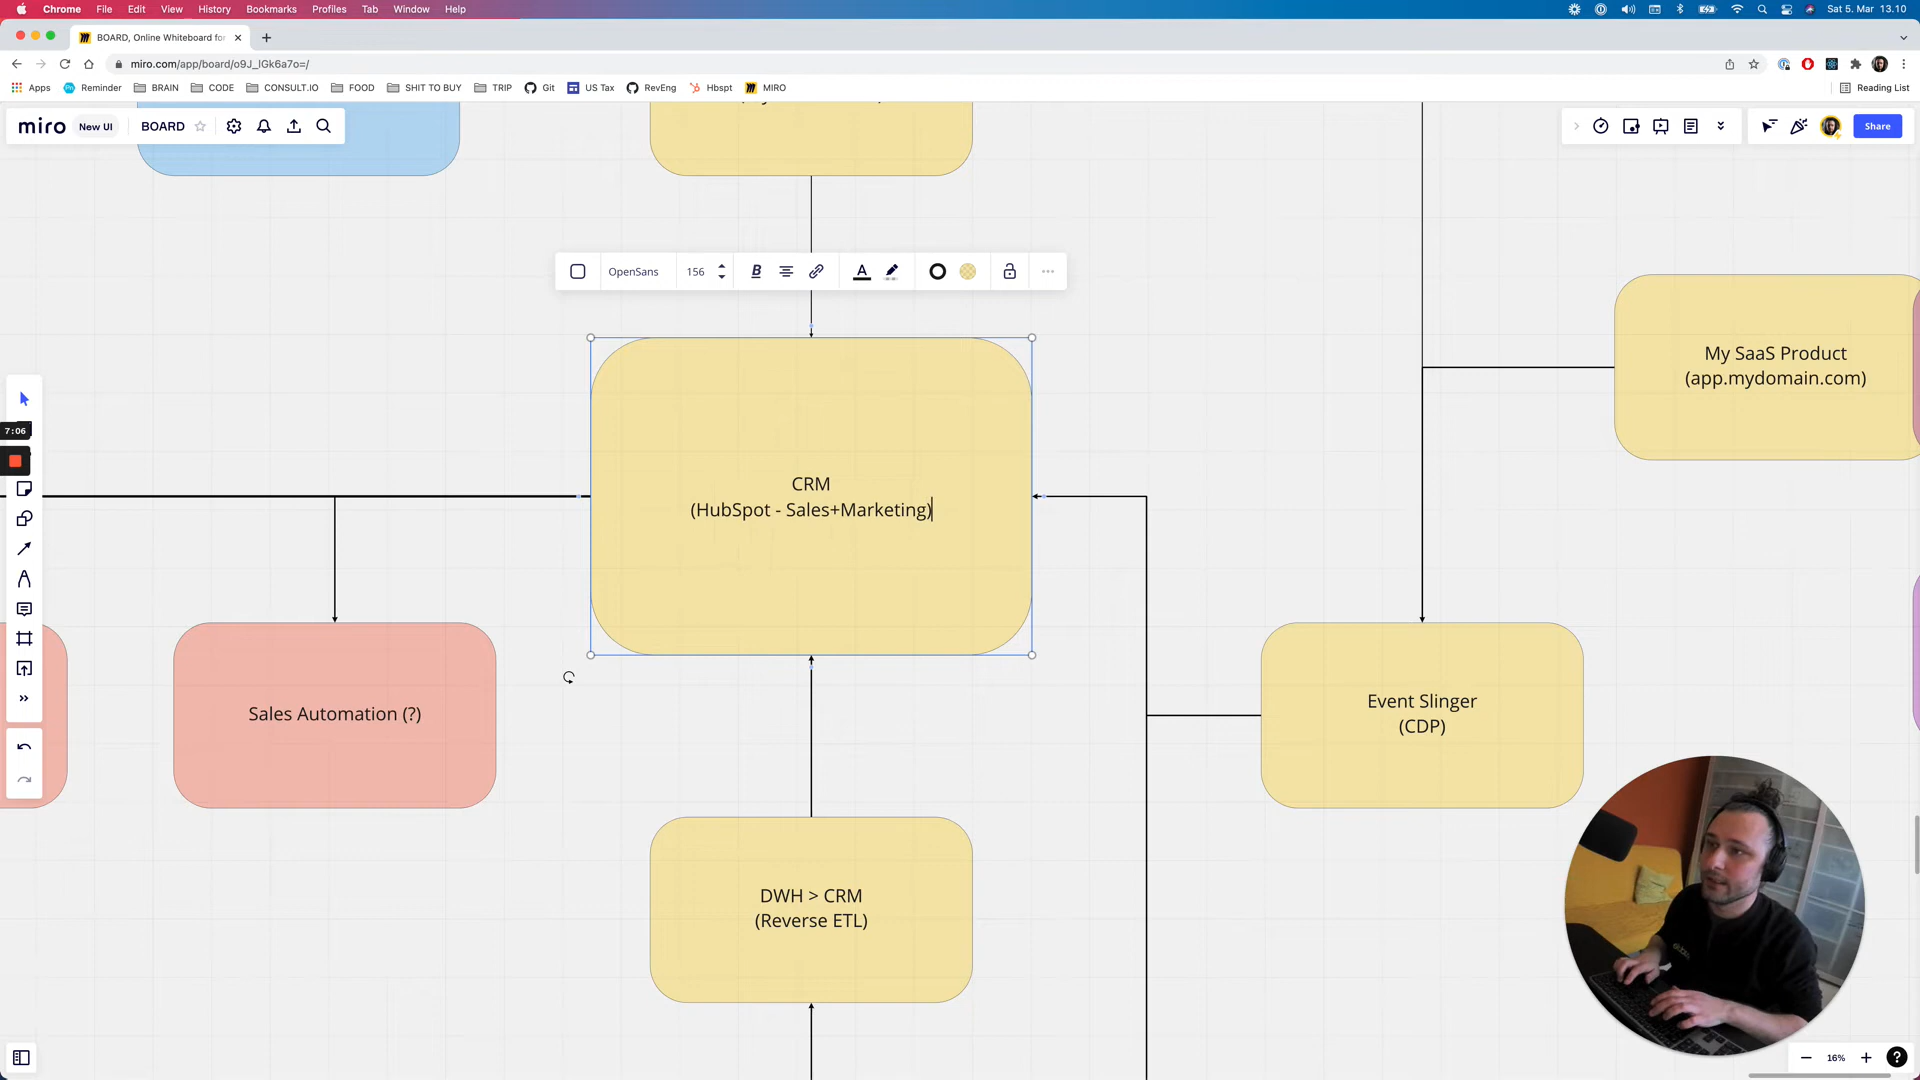 Chrome File Edit View History Bookmarks Profiles Tab Window Help
Sat 5. Mar 13.10
BOARD, Online Whiteboard for
miro.com/app/board/o9J_lGk6a7o=/
Apps Reminder BRAIN CODE CONSULT.IO FOOD SHIT TO BUY TRIP Git US Tax RevEng Hbspt MIRO Reading List
miro New UI BOARD
Share
OpenSans 156 B A
My SaaS Product
(app.mydomain.com)
7:06
CRM
(HubSpot - Sales+Marketing)
Sales Automation (?)
Event Slinger
(CDP)
DWH > CRM
(Reverse ETL)
16%